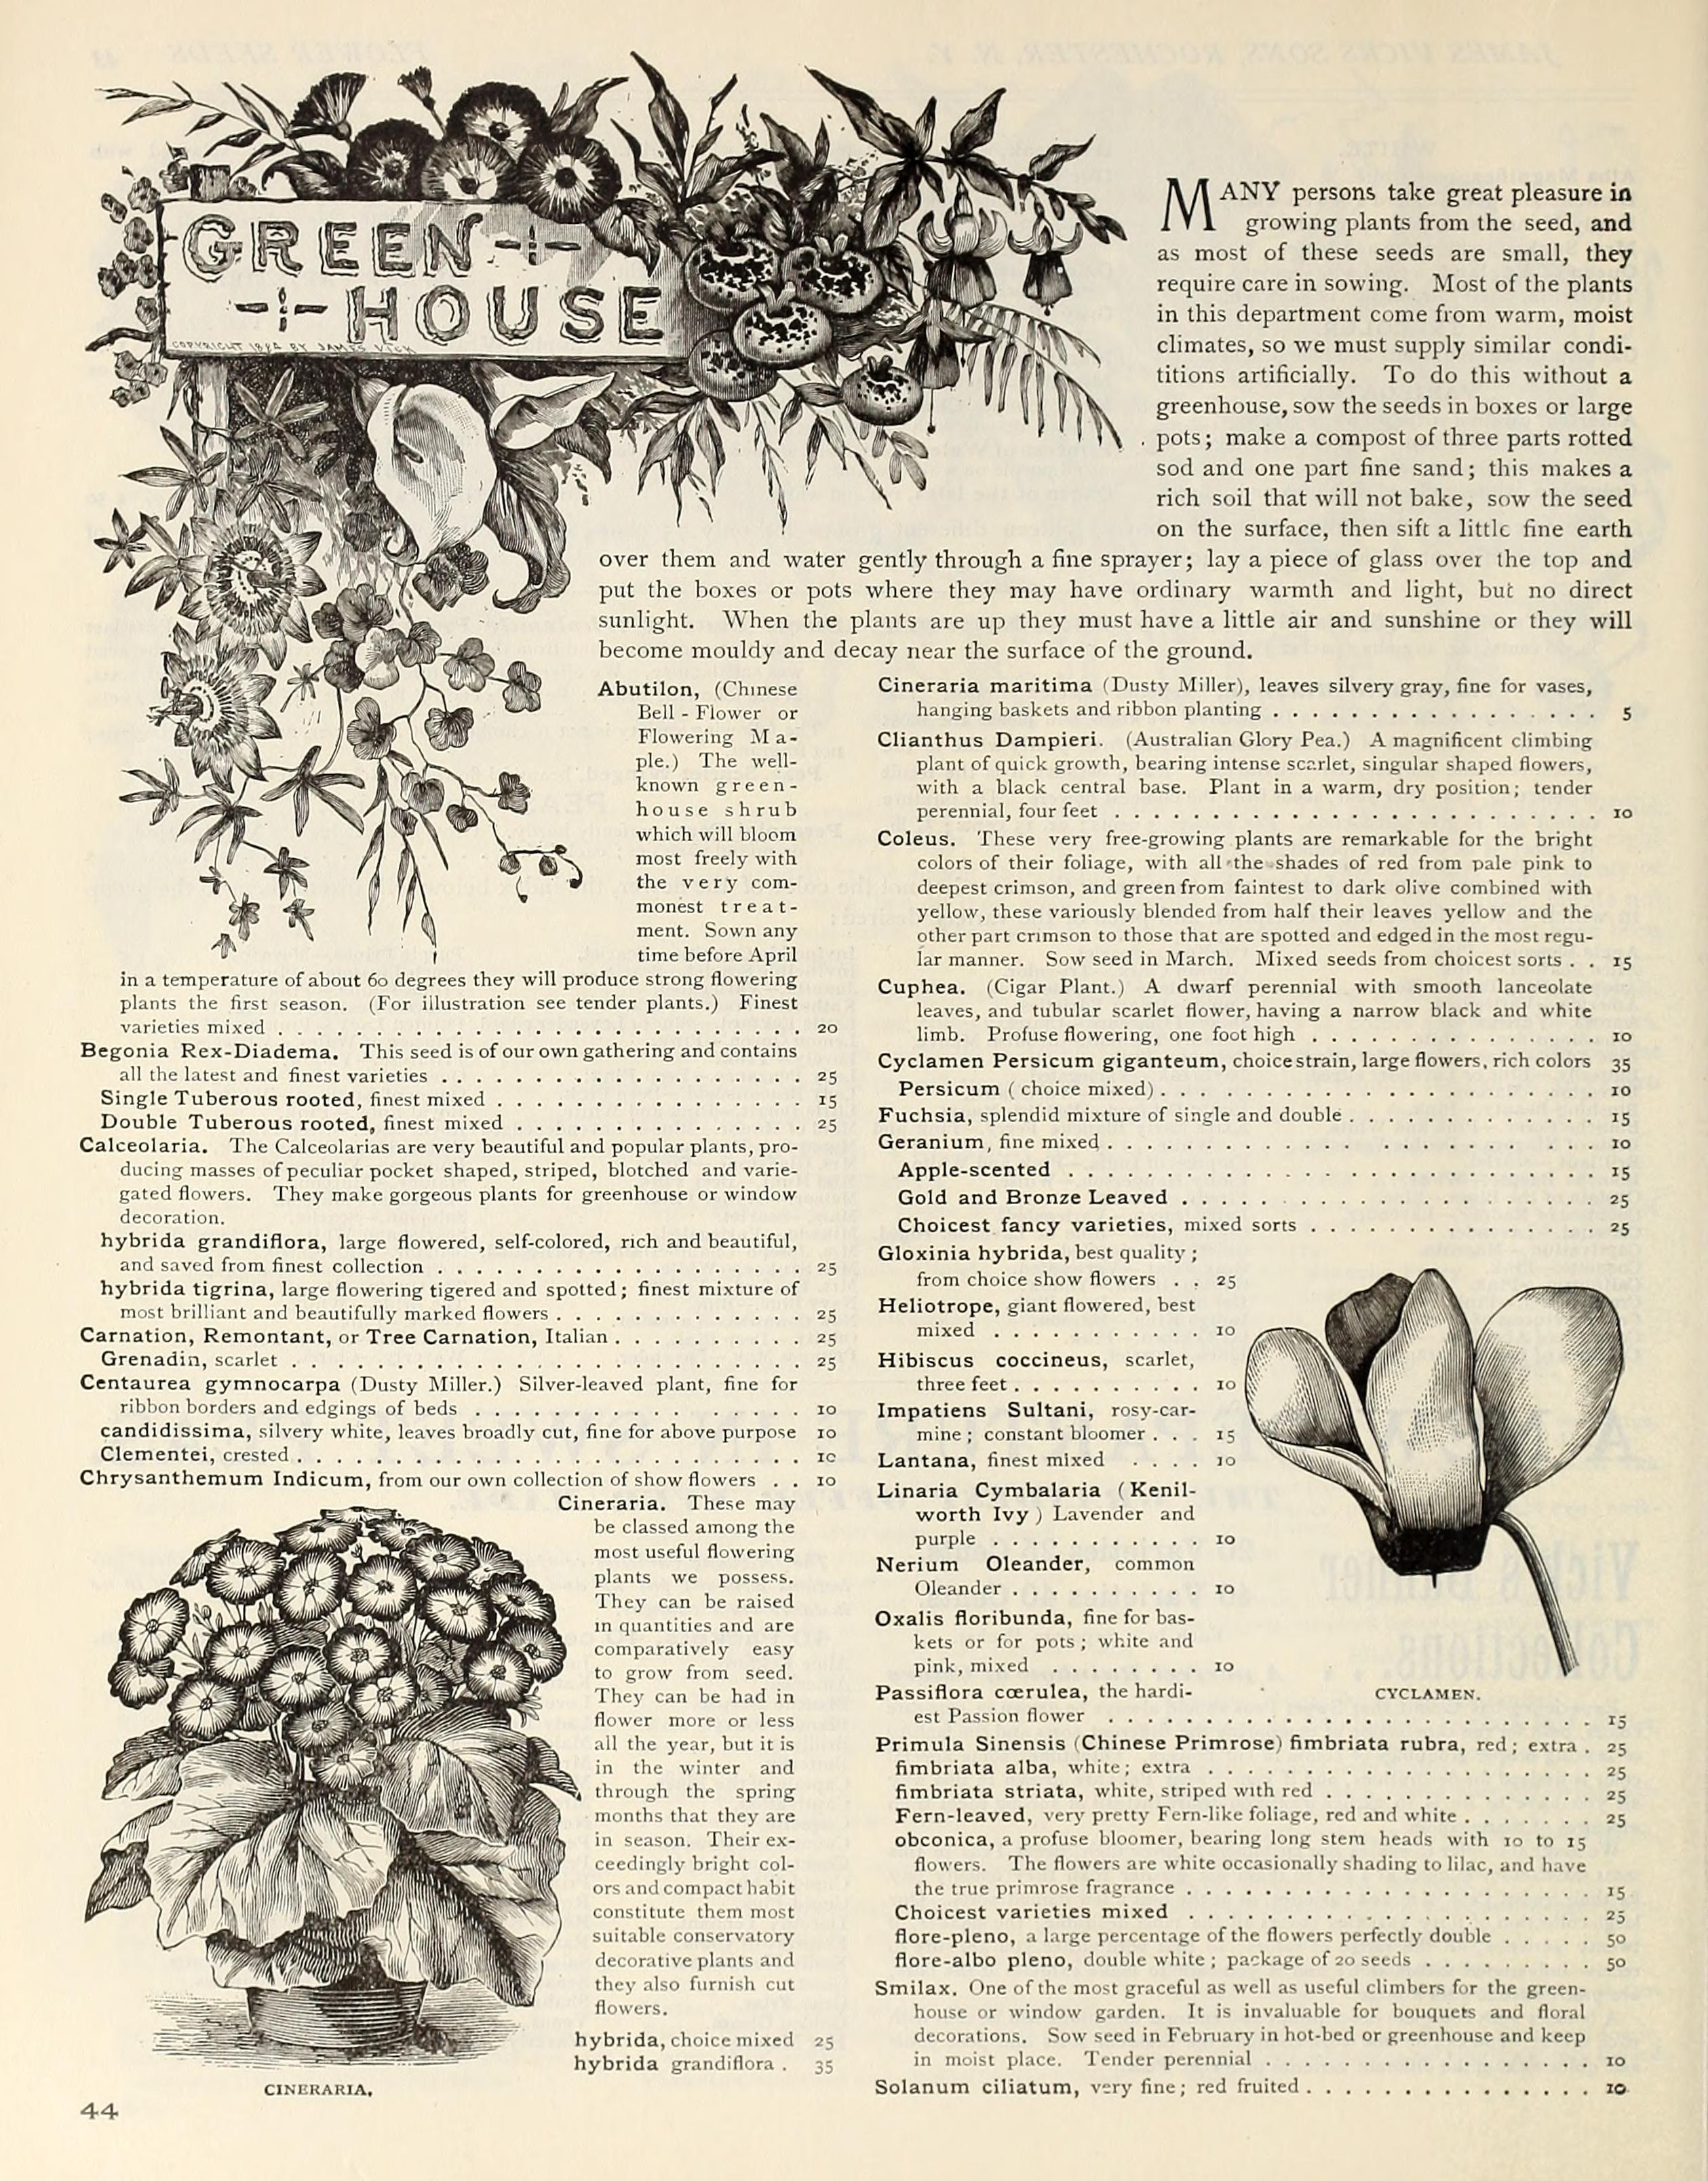 GREEN
HOUSE
COPYRIGHT 1884 BY JAMES VICK
MANY persons take great pleasure in
growing plants from the seed, and
as most of these seeds are small, they
require care in sowing. Most of the plants
in this department come from warm, moist
climates, so we must supply similar condi-
titions artificially. To do this without a
greenhouse, sow the seeds in boxes or large
pots; make a compost of three parts rotted
sod and one part fine sand; this makes a
rich soil that will not bake, sow the seed
on the surface, then sift a little fine earth
over them and water gently through a fine sprayer; lay a piece of glass over the top and
put the boxes or pots where they may have ordinary warmth and light, but no direct
sunlight. When the plants are up they must have a little air and sunshine or they will
become mouldy and decay near the surface of the ground.
Abutilon, (Chinese
Bell-Flower or
Flowering Ma-
ple.) The well-
known green-
house shrub
which will bloom
most freely with
the very com-
monest treat-
ment. Sown any
time before April
in a temperature of about 60 degrees they will produce strong flowering
plants the first season. (For illustration see tender plants.) Finest
varieties mixed . . . 20
Begonia Rex-Diadema. This seed is of our own gathering and contains
all the latest and finest varieties . . . 25
Single Tuberous rooted, finest mixed . . . 15
Double Tuberous rooted, finest mixed . . . 25
Calceolaria. The Calceolarias are very beautiful and popular plants, pro-
ducing masses of peculiar pocket shaped, striped, blotched and varie-
gated flowers. They make gorgeous plants for greenhouse or window
decoration.
hybrida grandiflora, large flowered, self-colored, rich and beautiful,
and saved from finest collection . . . 25
hybrida tigrina, large flowering tigered and spotted; finest mixture of
most brilliant and beautifully marked flowers . . . 25
Carnation, Remontant, or Tree Carnation, Italian . . . 25
Grenadin, scarlet . . . 25
Centaurea gymnocarpa (Dusty Miller.) Silver-leaved plant, fine for
ribbon borders and edgings of beds . . . 10
candidissima, silvery white, leaves broadly cut, fine for above purpose 10
Clementei, crested . . . 10
Chrysanthemum Indicum, from our own collection of show flowers . . 10
Cineraria. These may
be classed among the
most useful flowering
plants we possess.
They can be raised
in quantities and are
comparatively easy
to grow from seed.
They can be had in
flower more or less
all the year, but it is
in the winter and
through the spring
months that they are
in season. Their ex-
ceedingly bright col-
ors and compact habit
constitute them most
suitable conservatory
decorative plants and
they also furnish cut
flowers.
hybrida, choice mixed 25
hybrida grandiflora . 35
CINERARIA.
44
Cineraria maritima (Dusty Miller), leaves silvery gray, fine for vases,
hanging baskets and ribbon planting . . . 5
Clianthus Dampieri. (Australian Glory Pea.) A magnificent climbing
plant of quick growth, bearing intense scarlet, singular shaped flowers,
with a black central base. Plant in a warm, dry position; tender
perennial, four feet . . . 10
Coleus. These very free-growing plants are remarkable for the bright
colors of their foliage, with all the shades of red from pale pink to
deepest crimson, and green from faintest to dark olive combined with
yellow, these variously blended from half their leaves yellow and the
other part crimson to those that are spotted and edged in the most regu-
lar manner. Sow seed in March. Mixed seeds from choicest sorts . . 15
Cuphea. (Cigar Plant.) A dwarf perennial with smooth lanceolate
leaves, and tubular scarlet flower, having a narrow black and white
limb. Profuse flowering, one foot high . . . 10
Cyclamen Persicum giganteum, choice strain, large flowers, rich colors 35
Persicum (choice mixed) . . . 10
Fuchsia, splendid mixture of single and double . . . 15
Geranium, fine mixed . . . 10
Apple-scented . . . 15
Gold and Bronze Leaved . . . 25
Choicest fancy varieties, mixed sorts . . . 25
Gloxinia hybrida, best quality;
from choice show flowers . . 25
Heliotrope, giant flowered, best
mixed . . . 10
Hibiscus coccineus, scarlet,
three feet . . . 10
Impatiens Sultani, rosy-car-
mine; constant bloomer . . . 15
Lantana, finest mixed . . . . 10
Linaria Cymbalaria (Kenil-
worth Ivy) Lavender and
purple . . . 10
Nerium Oleander, common
Oleander . . . 10
Oxalis floribunda, fine for bas-
kets or for pots; white and
pink, mixed . . . 10
CYCLAMEN.
Passiflora cœrulea, the hardi-
est Passion flower . . . 15
Primula Sinensis (Chinese Primrose) fimbriata rubra, red; extra . 25
fimbriata alba, white; extra . . . 25
fimbriata striata, white, striped with red . . . 25
Fern-leaved, very pretty Fern-like foliage, red and white . . . 25
obconica, a profuse bloomer, bearing long stem heads with 10 to 15
flowers. The flowers are white occasionally shading to lilac, and have
the true primrose fragrance . . . 15
Choicest varieties mixed . . . 25
flore-pleno, a large percentage of the flowers perfectly double . . . 50
flore-albo pleno, double white; package of 20 seeds . . . 50
Smilax. One of the most graceful as well as useful climbers for the green-
house or window garden. It is invaluable for bouquets and floral
decorations. Sow seed in February in hot-bed or greenhouse and keep
in moist place. Tender perennial . . . 10
Solanum ciliatum, very fine; red fruited . . . 10